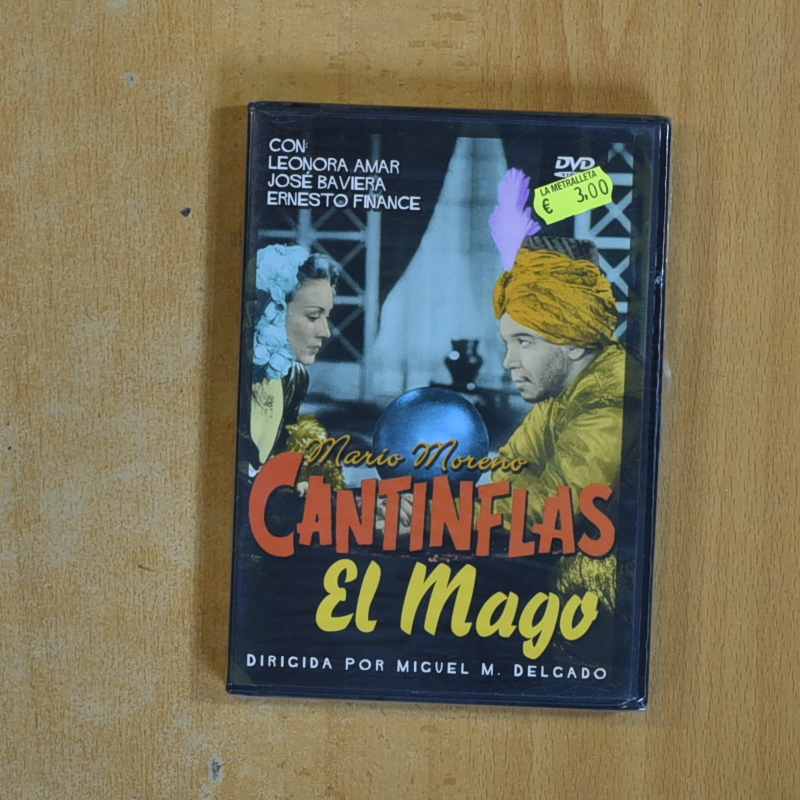 CON:
LEONORA AMAR
JOSÉ BAVIERA
ERNESTO FINANCE
DVD
LA METRALLETA
€ 3,00
Mario Moreno
CANTINFLAS
El Mago
DIRIGIDA POR MIGUEL M. DELGADO